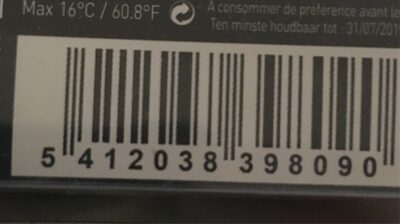 Max 16°C / 60.8°F
A consommer de préférence avant le
Ten minste houdbaar tot : 31/07/201
5 412038 398090